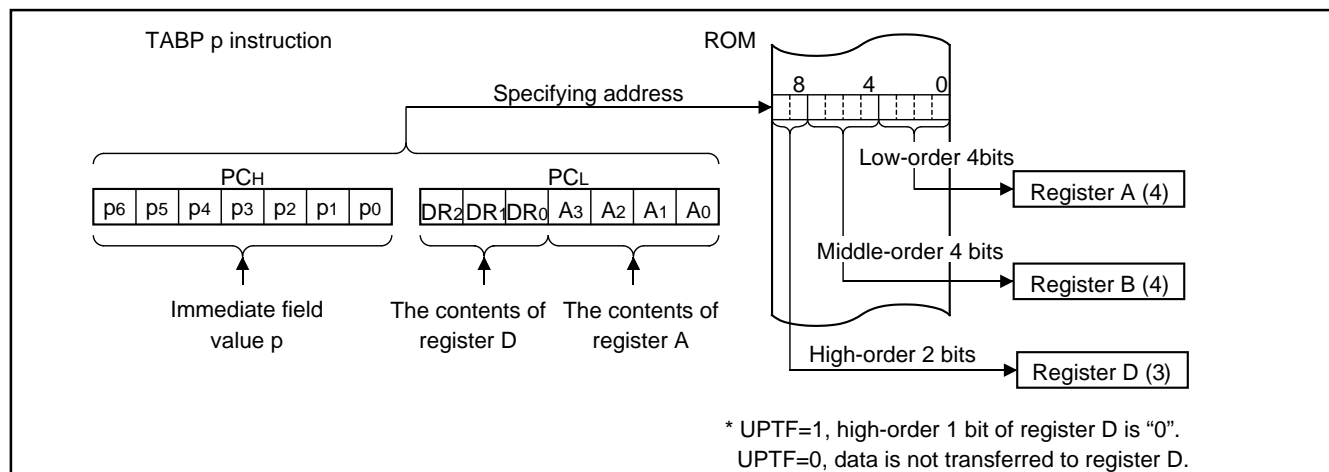 TABP p instruction
ROM
8 4 0
Specifying address
Low-order 4bits
PCH
PCL
p6 p5 p4 p3 p2 p1 p0
DR2 DR1 DR0 A3 A2 A1 A0
Register A (4)
Middle-order 4 bits
Register B (4)
Immediate field
value p
The contents of
register D
The contents of
register A
High-order 2 bits
Register D (3)
* UPTF=1, high-order 1 bit of register D is “0”.
UPTF=0, data is not transferred to register D.